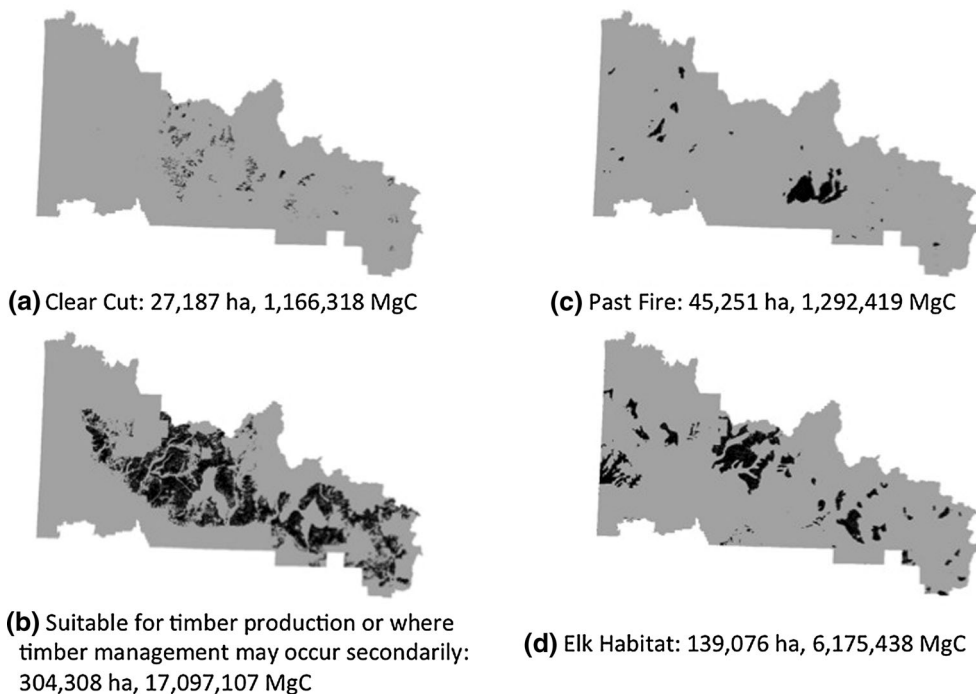 (a) Clear Cut: 27,187 ha, 1,166,318 MgC
(c) Past Fire: 45,251 ha, 1,292,419 MgC
(b) Suitable for timber production or where
timber management may occur secondarily:
304,308 ha, 17,097,107 MgC
(d) Elk Habitat: 139,076 ha, 6,175,438 MgC